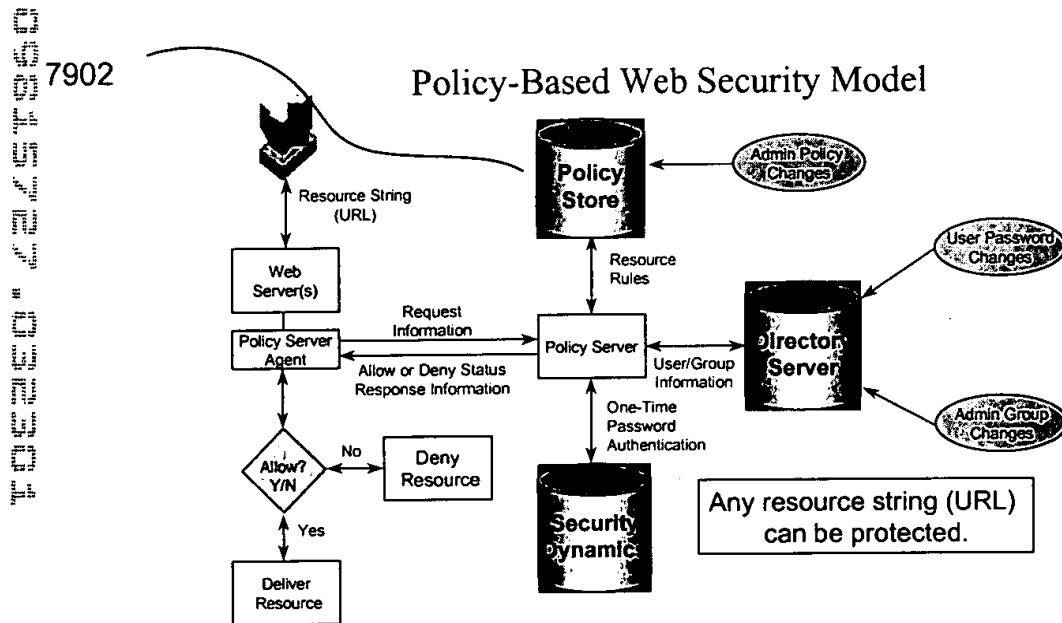 7902
Policy-Based Web Security Model
Policy
Store
Admin Policy
Changes
Resource String
(URL)
User Password
Changes
Web
Server(s)
Resource
Rules
Request
Information
Policy Server
Agent
Policy Server
Director
Server
Allow or Deny Status
Response Information
User/Group
Information
One-Time
Password
Authentication
Admin Group
Changes
Allow?
Y/N
No
Deny
Resource
Yes
Security
Dynamic
Any resource string (URL)
can be protected.
Deliver
Resource